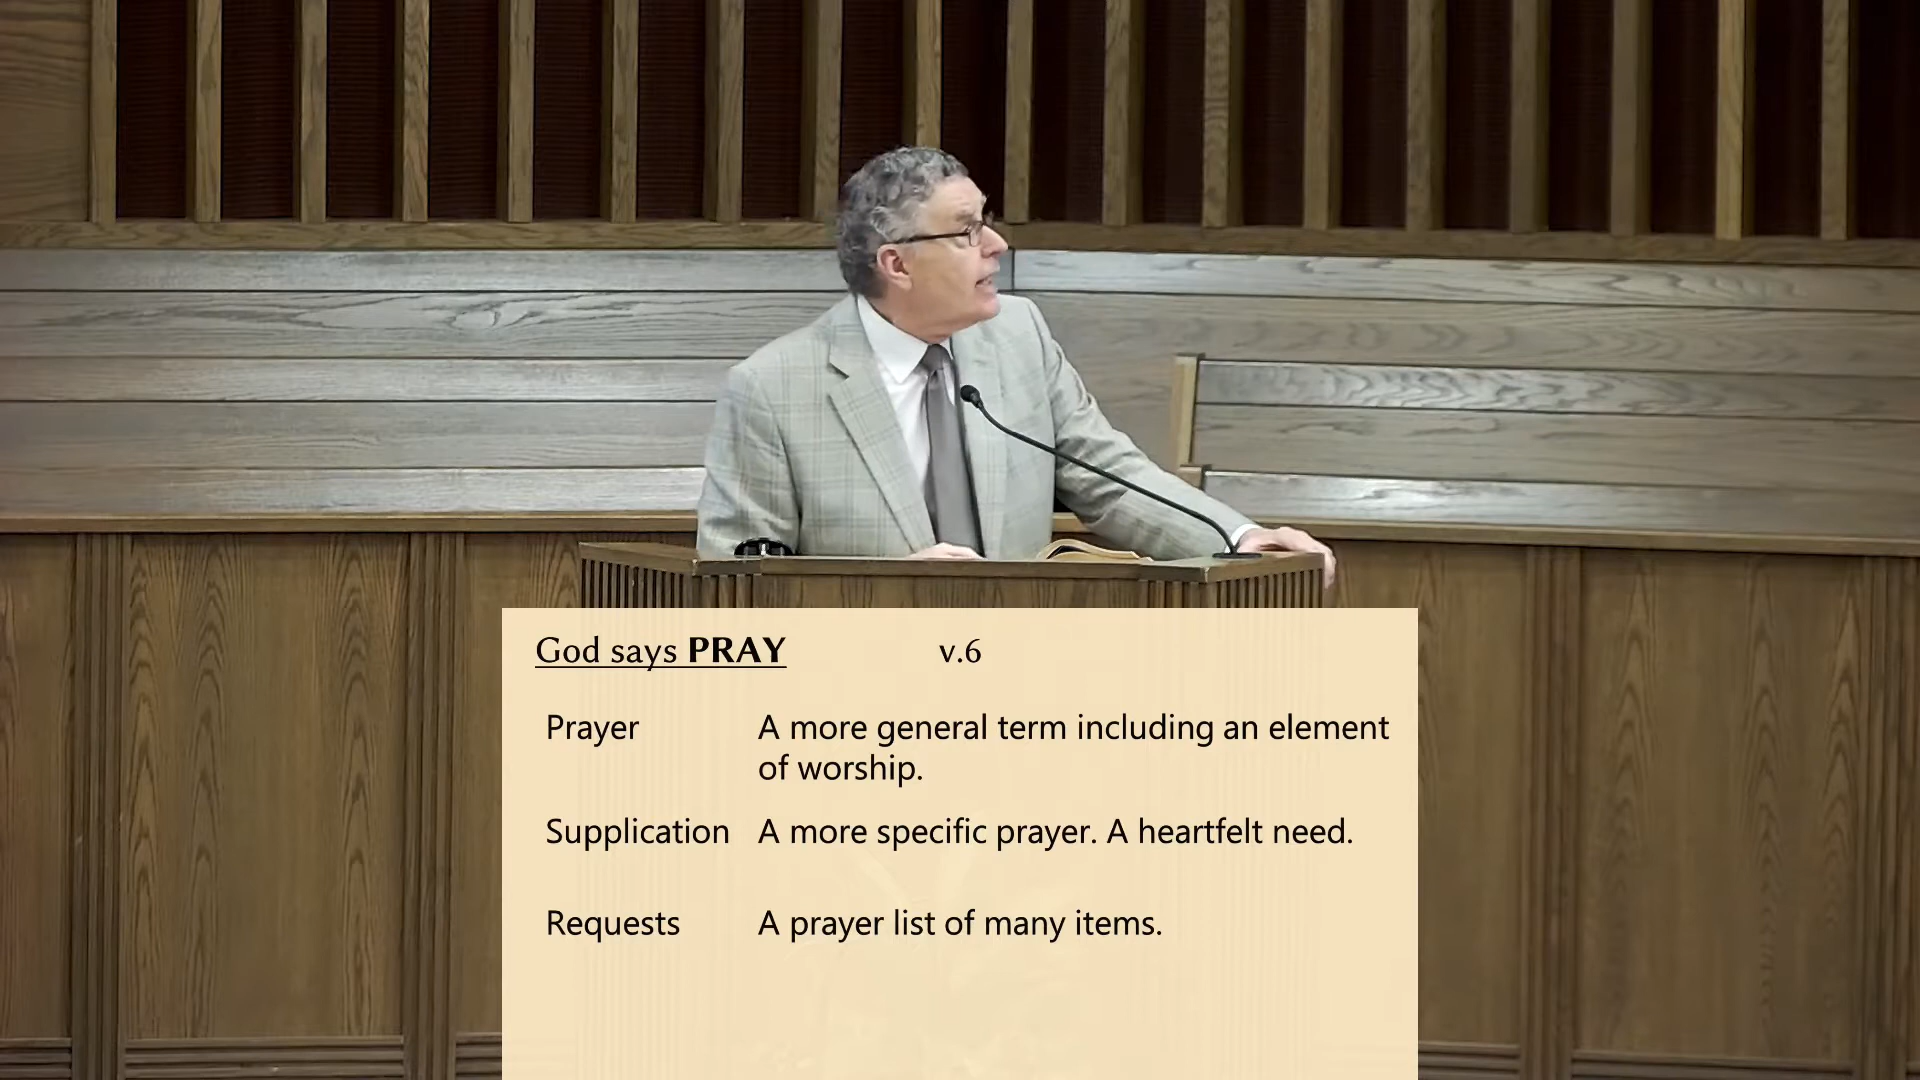 God says PRAY v.6
Prayer A more general term including an element
of worship.
Supplication A more specific prayer. A heartfelt need.
Requests A prayer list of many items.